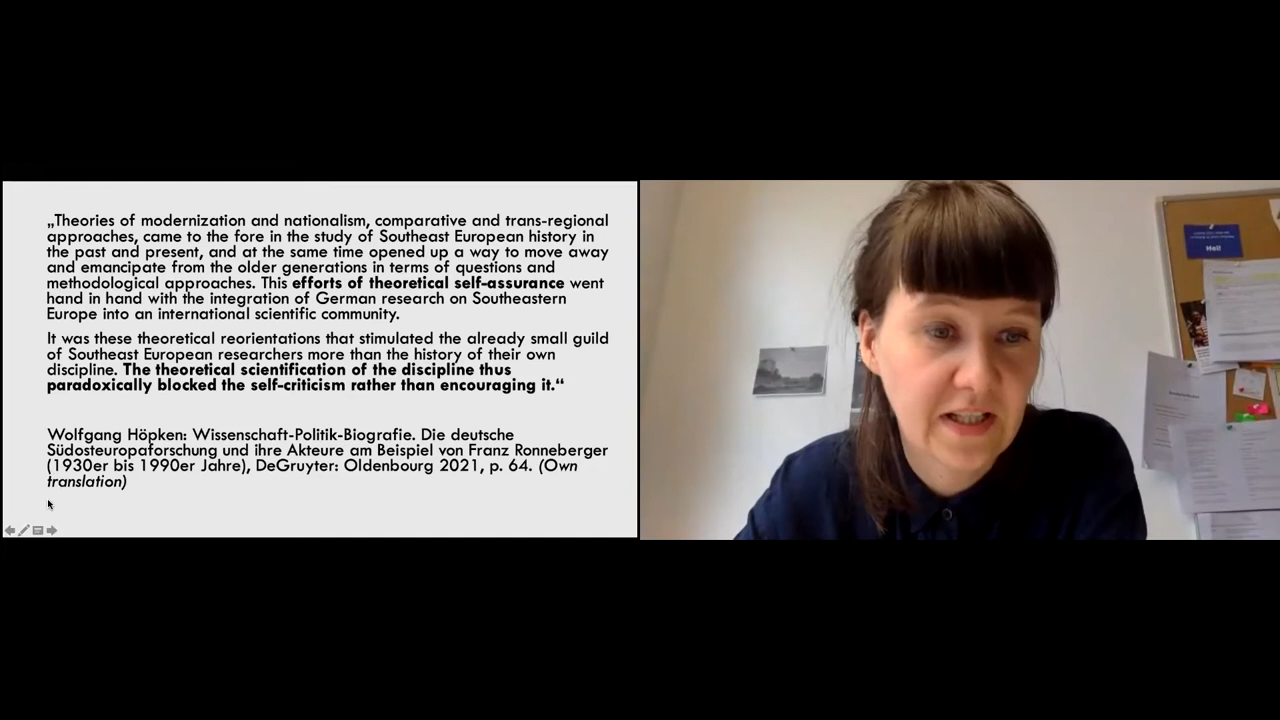 „Theories of modernization and nationalism, comparative and trans-regional
approaches, came to the fore in the study of Southeast European history in
the past and present, and at the same time opened up a way to move away
and emancipate from the older generations in terms of questions and
methodological approaches. This efforts of theoretical self-assurance went
hand in hand with the integration of German research on Southeastern
Europe into an international scientific community.
It was these theoretical reorientations that stimulated the already small guild
of Southeast European researchers more than the history of their own
discipline. The theoretical scientification of the discipline thus
paradoxically blocked the self-criticism rather than encouraging it.“
Wolfgang Höpken: Wissenschaft-Politik-Biografie. Die deutsche
Südosteuropaforschung und ihre Akteure am Beispiel von Franz Ronneberger
(1930er bis 1990er Jahre), DeGruyter: Oldenbourg 2021, p. 64. (Own
translation)